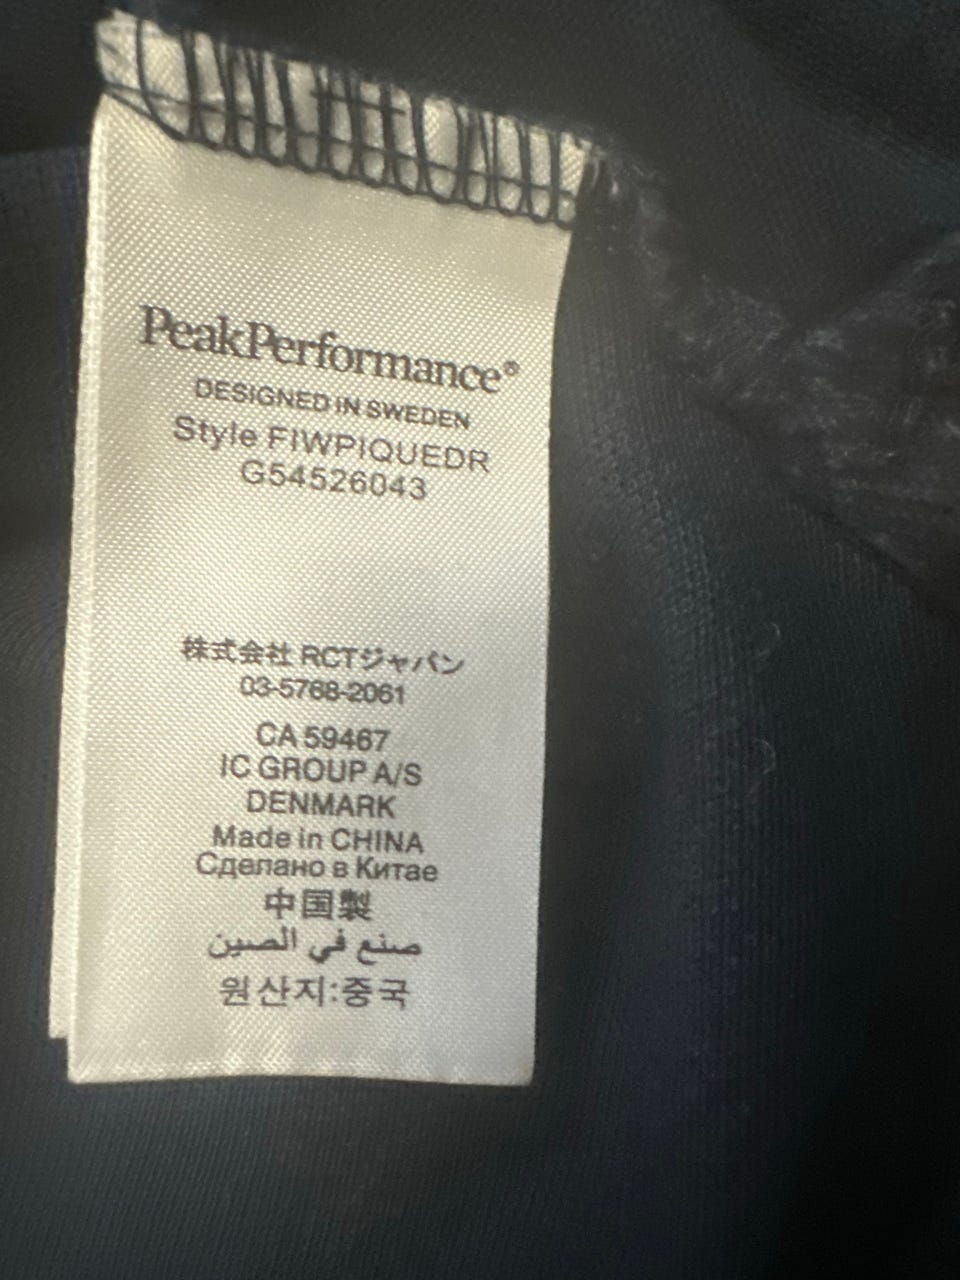 PeakPerformance®
DESIGNED IN SWEDEN
Style FIWPIQUEDR
G54526043
株式会社 RCTジャパン
03-5768-2061
CA 59467
IC GROUP A/S
DENMARK
Made in CHINA
Сделано в Китае
中国製
صنع في الصين
원산지:중국